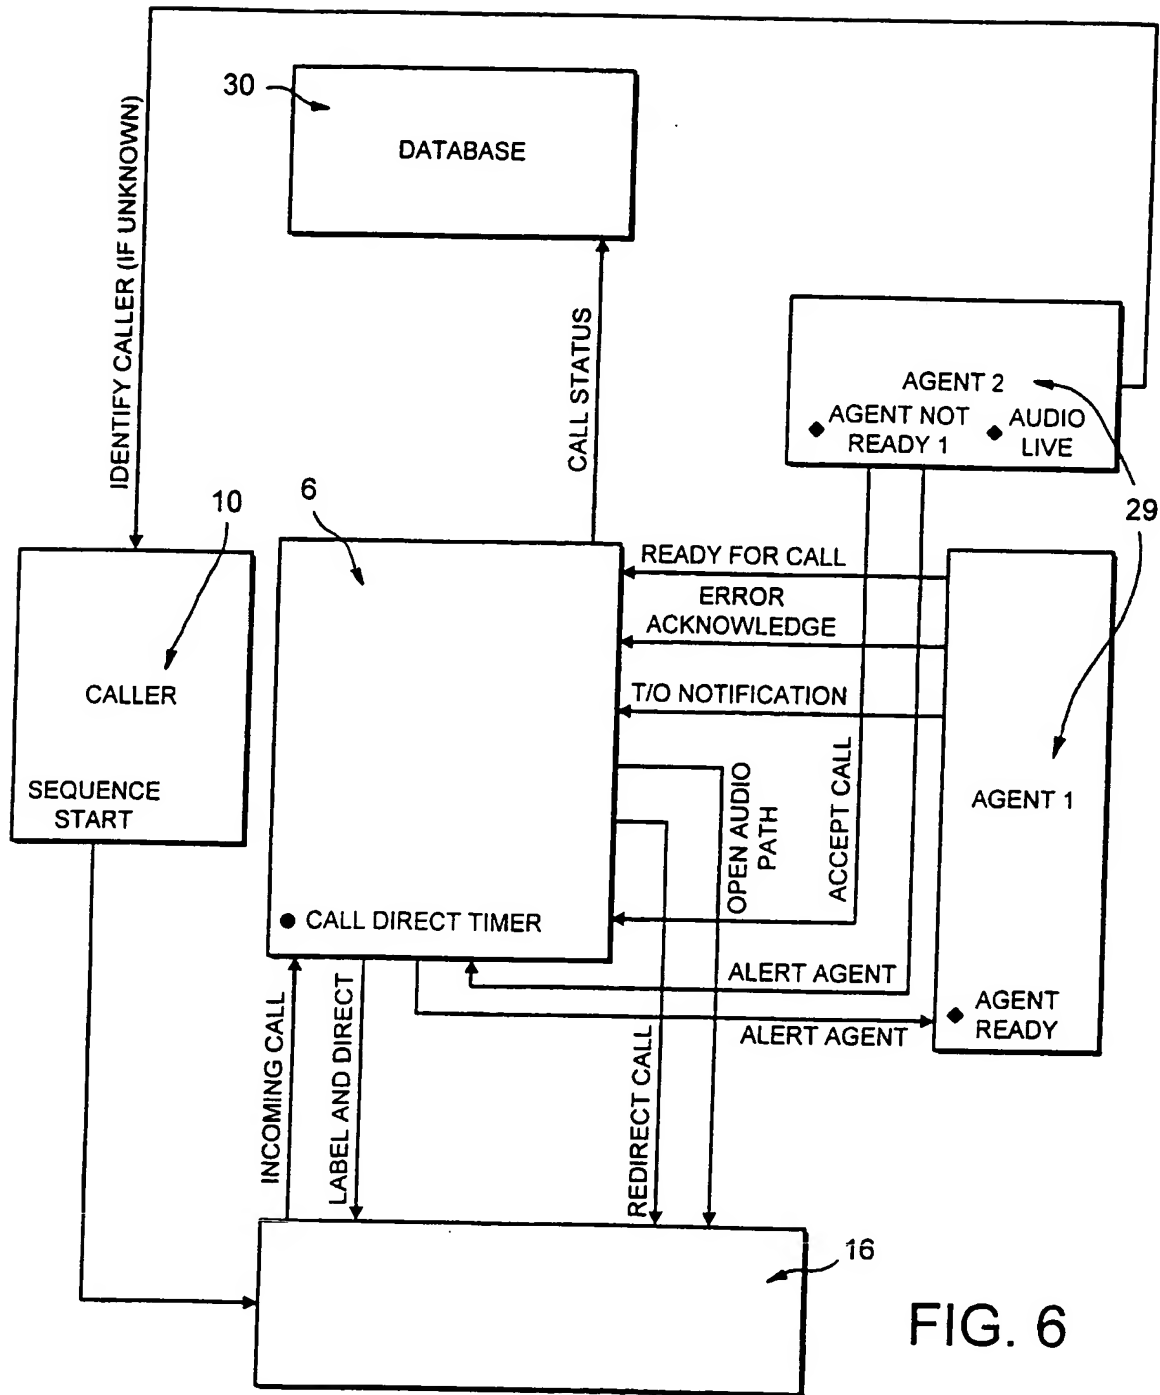 30
DATABASE
IDENTIFY CALLER (IF UNKNOWN)
CALL STATUS
AGENT 2
◆ AGENT NOT
READY 1
◆ AUDIO
LIVE
29
10
6
READY FOR CALL
ERROR
ACKNOWLEDGE
T/O NOTIFICATION
CALLER
SEQUENCE
START
AGENT 1
OPEN AUDIO
PATH
ACCEPT CALL
● CALL DIRECT TIMER
ALERT AGENT
ALERT AGENT
◆ AGENT
READY
INCOMING CALL
LABEL AND DIRECT
REDIRECT CALL
16
FIG. 6